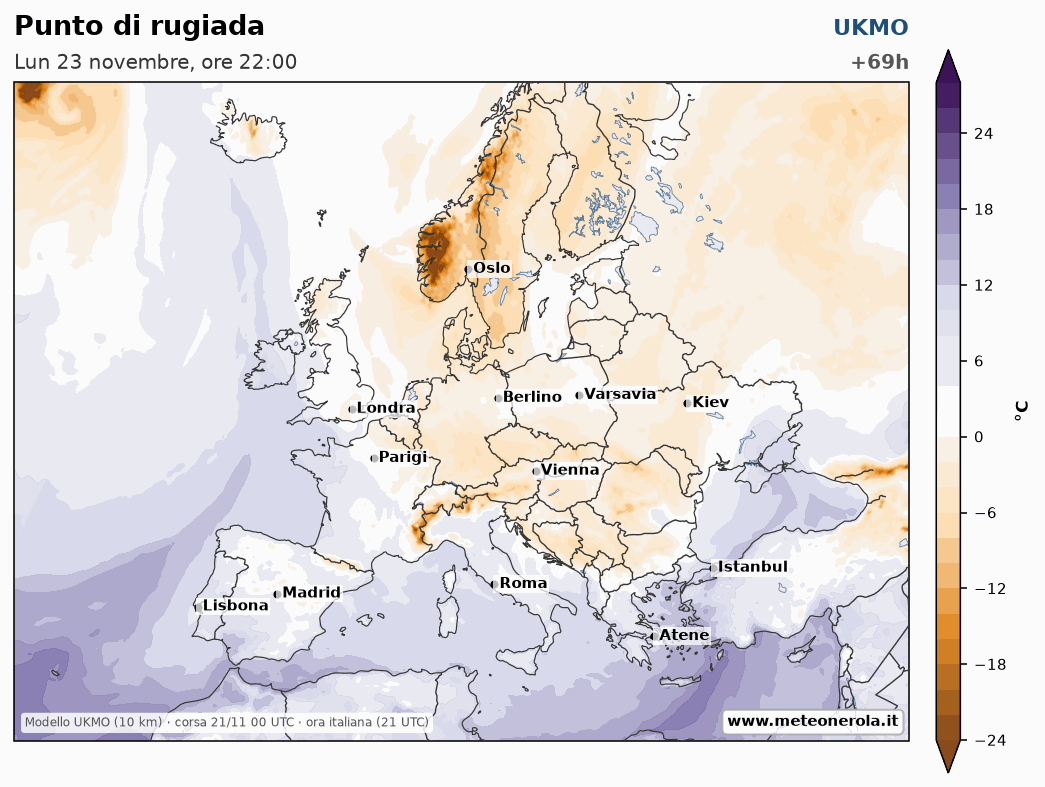 Punto di rugiada
UKMO
Lun 23 novembre, ore 22:00
+69h
24
18
12
6
0
−6
−12
−18
−24
°C
Oslo
Londra
Berlino
Varsavia
Kiev
Parigi
Vienna
Istanbul
Roma
Madrid
Lisbona
Atene
Modello UKMO (10 km) · corsa 21/11 00 UTC · ora italiana (21 UTC)
www.meteonerola.it